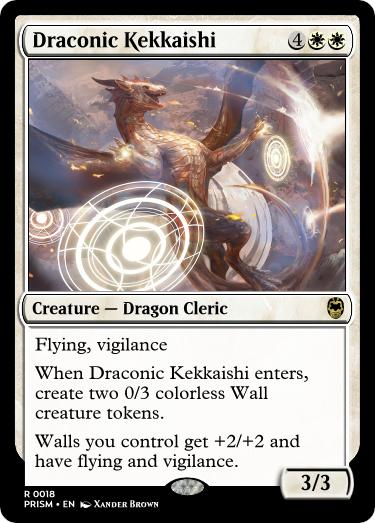 Draconic Kekkaishi 4
Creature — Dragon Cleric
Flying, vigilance
When Draconic Kekkaishi enters,
create two 0/3 colorless Wall
creature tokens.
Walls you control get +2/+2 and
have flying and vigilance.
3/3
R 0018
PRISM • EN Xander Brown